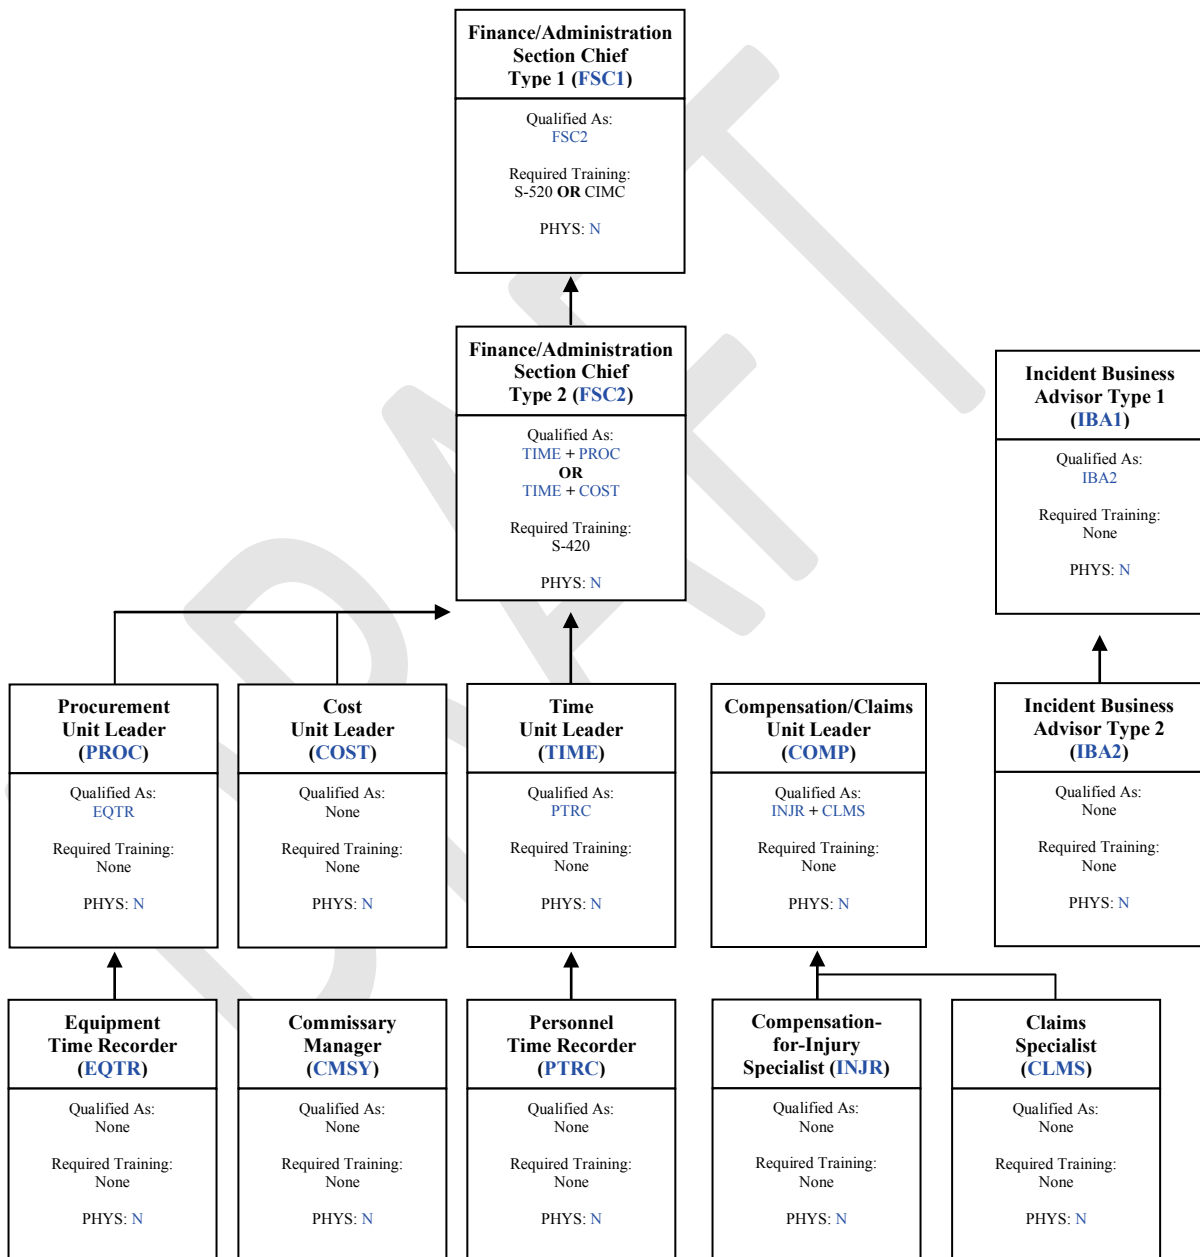 Finance/Administration
Section Chief
Type 1 (FSC1)
Qualified As:
FSC2
Required Training:
S-520 OR CIMC
PHYS: N
Finance/Administration
Section Chief
Type 2 (FSC2)
Qualified As:
TIME + PROC
OR
TIME + COST
Required Training:
S-420
PHYS: N
Incident Business
Advisor Type 1
(IBA1)
Qualified As:
IBA2
Required Training:
None
PHYS: N
Procurement
Unit Leader
(PROC)
Qualified As:
EQTR
Required Training:
None
PHYS: N
Cost
Unit Leader
(COST)
Qualified As:
None
Required Training:
None
PHYS: N
Time
Unit Leader
(TIME)
Qualified As:
PTRC
Required Training:
None
PHYS: N
Compensation/Claims
Unit Leader
(COMP)
Qualified As:
INJR + CLMS
Required Training:
None
PHYS: N
Incident Business
Advisor Type 2
(IBA2)
Qualified As:
None
Required Training:
None
PHYS: N
Equipment
Time Recorder
(EQTR)
Qualified As:
None
Required Training:
None
PHYS: N
Commissary
Manager
(CMSY)
Qualified As:
None
Required Training:
None
PHYS: N
Personnel
Time Recorder
(PTRC)
Qualified As:
None
Required Training:
None
PHYS: N
Compensation-
for-Injury
Specialist (INJR)
Qualified As:
None
Required Training:
None
PHYS: N
Claims
Specialist
(CLMS)
Qualified As:
None
Required Training:
None
PHYS: N
DRAFT